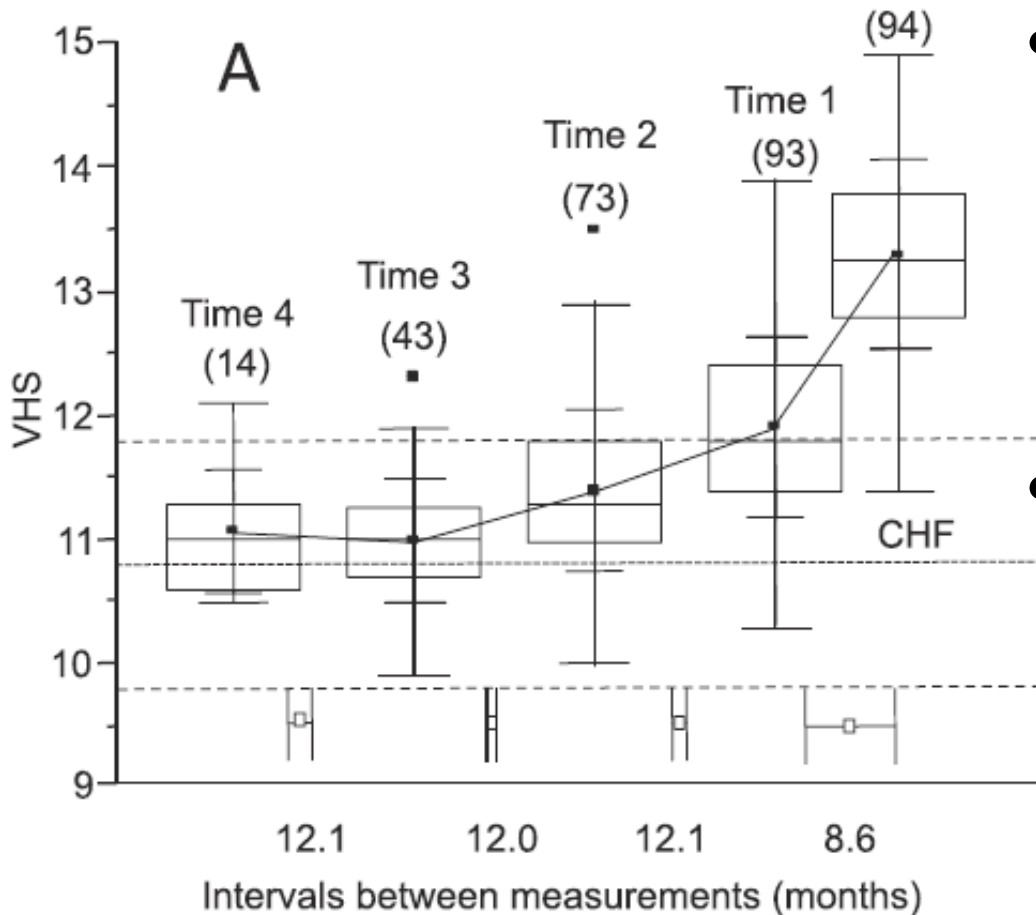 A
15
14
13
12
11
10
9
VHS
Time 4
(14)
Time 3
(43)
Time 2
(73)
Time 1
(93)
(94)
CHF
12.1 12.0 12.1 8.6
Intervals between measurements (months)